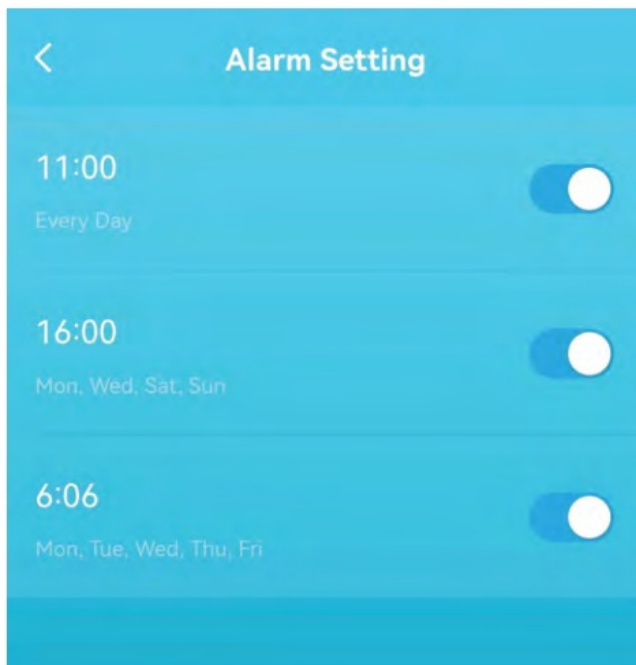 Alarm Setting
11:00
Every Day
16:00
Mon, Wed, Sat, Sun
6:06
Mon, Tue, Wed, Thu, Fri